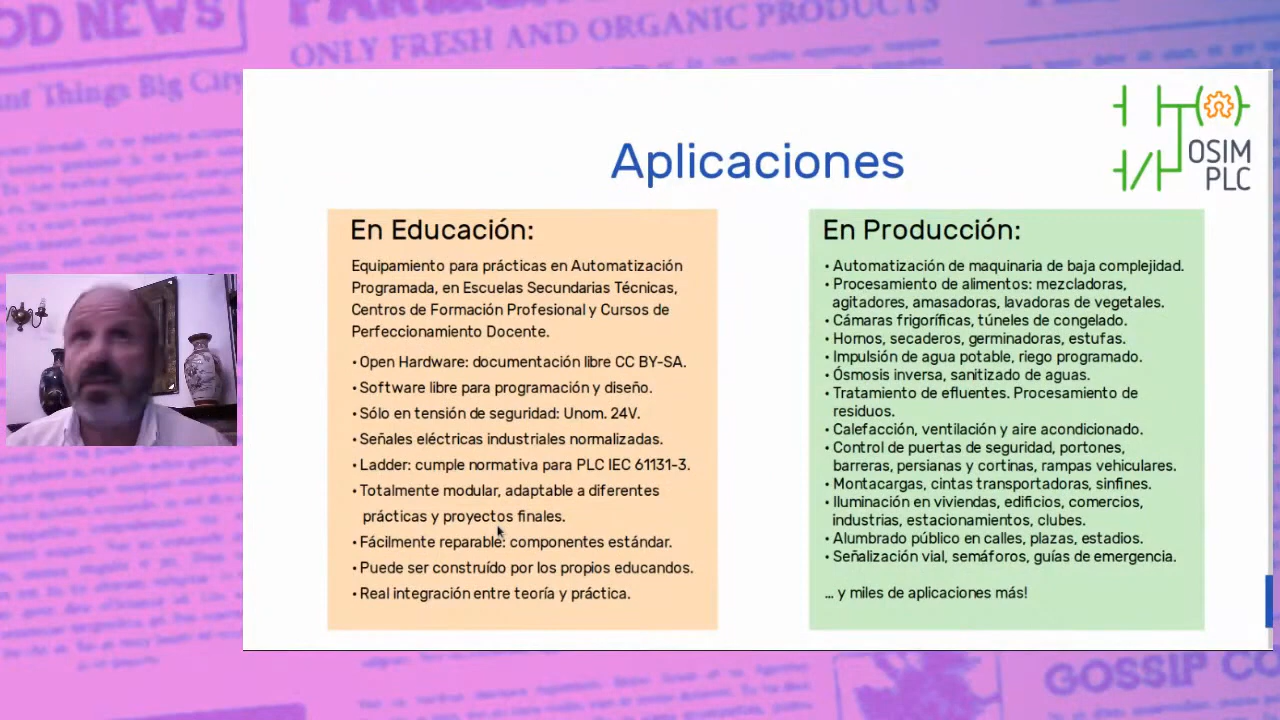 OD NEWS
ONLY FRESH AND ORGANIC PRODUCTS
Things Big City
OSIM
PLC
Aplicaciones
En Educación:
Equipamiento para prácticas en Automatización
Programada, en Escuelas Secundarias Técnicas,
Centros de Formación Profesional y Cursos de
Perfeccionamiento Docente.
• Open Hardware: documentación libre CC BY-SA.
• Software libre para programación y diseño.
• Sólo en tensión de seguridad: Unom. 24V.
• Señales eléctricas industriales normalizadas.
• Ladder: cumple normativa para PLC IEC 61131-3.
• Totalmente modular, adaptable a diferentes
prácticas y proyectos finales.
• Fácilmente reparable: componentes estándar.
• Puede ser construído por los propios educandos.
• Real integración entre teoría y práctica.
En Producción:
• Automatización de maquinaria de baja complejidad.
• Procesamiento de alimentos: mezcladoras,
agitadores, amasadoras, lavadoras de vegetales.
• Cámaras frigoríficas, túneles de congelado.
• Hornos, secaderos, germinadoras, estufas.
• Impulsión de agua potable, riego programado.
• Ósmosis inversa, sanitizado de aguas.
• Tratamiento de efluentes. Procesamiento de
residuos.
• Calefacción, ventilación y aire acondicionado.
• Control de puertas de seguridad, portones,
barreras, persianas y cortinas, rampas vehiculares.
• Montacargas, cintas transportadoras, sinfines.
• Iluminación en viviendas, edificios, comercios,
industrias, estacionamientos, clubes.
• Alumbrado público en calles, plazas, estadios.
• Señalización vial, semáforos, guías de emergencia.
... y miles de aplicaciones más!
GOSSIP CO